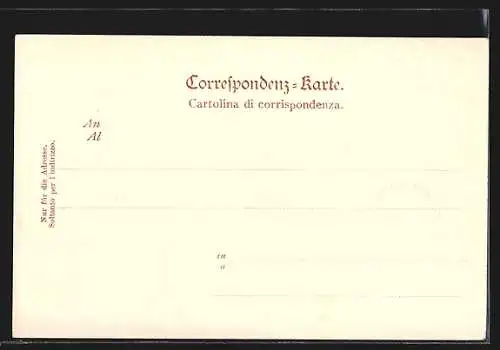 Correſpondenz-Karte.
Cartolina di corrispondenza.
An
Al
Nur für die Adresse.
Soltanto per l indirizzo.
in
a